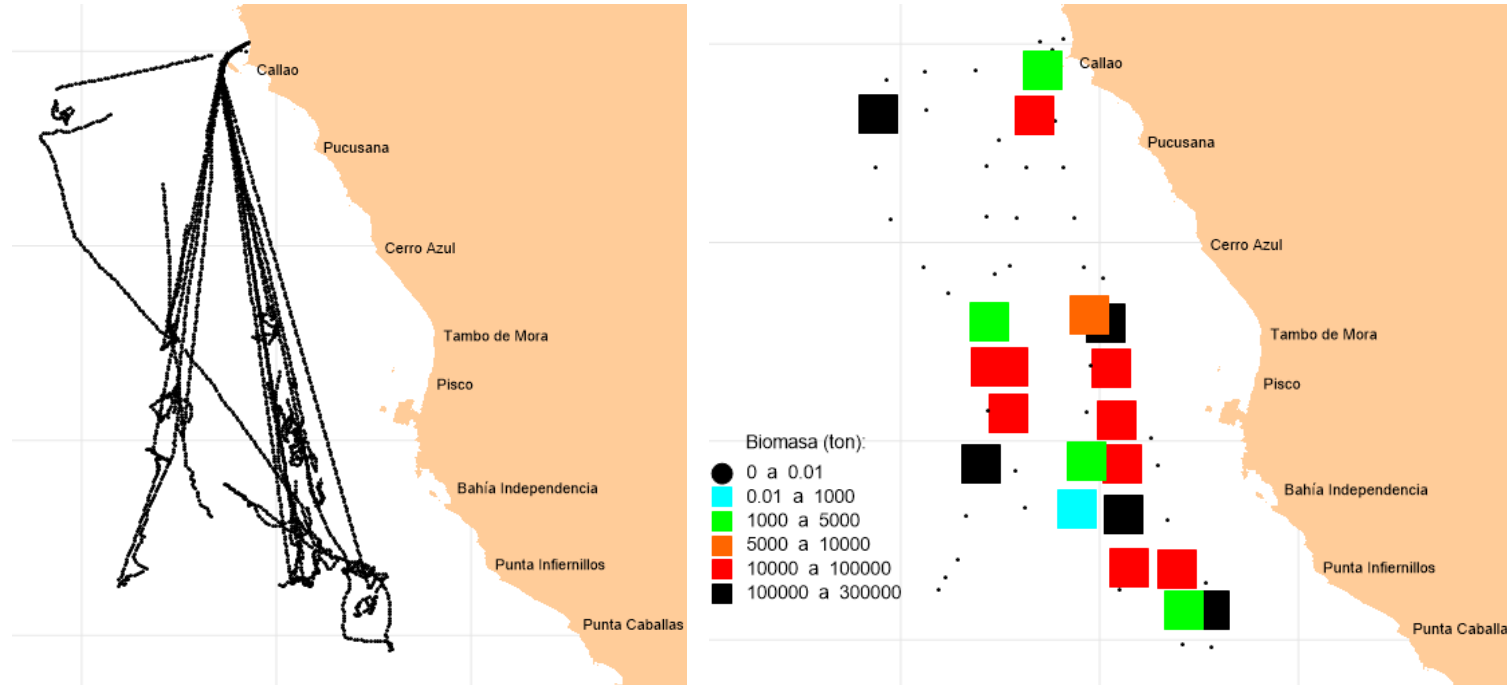 Callao
Pucusana
Cerro Azul
Tambo de Mora
Pisco
Bahía Independencia
Punta Infiernillos
Punta Caballas
Callao
Pucusana
Cerro Azul
Tambo de Mora
Pisco
Biomasa (ton):
0 a 0.01
0.01 a 1000
1000 a 5000
5000 a 10000
10000 a 100000
100000 a 300000
Bahía Independencia
Punta Infiernillos
Punta Caballa